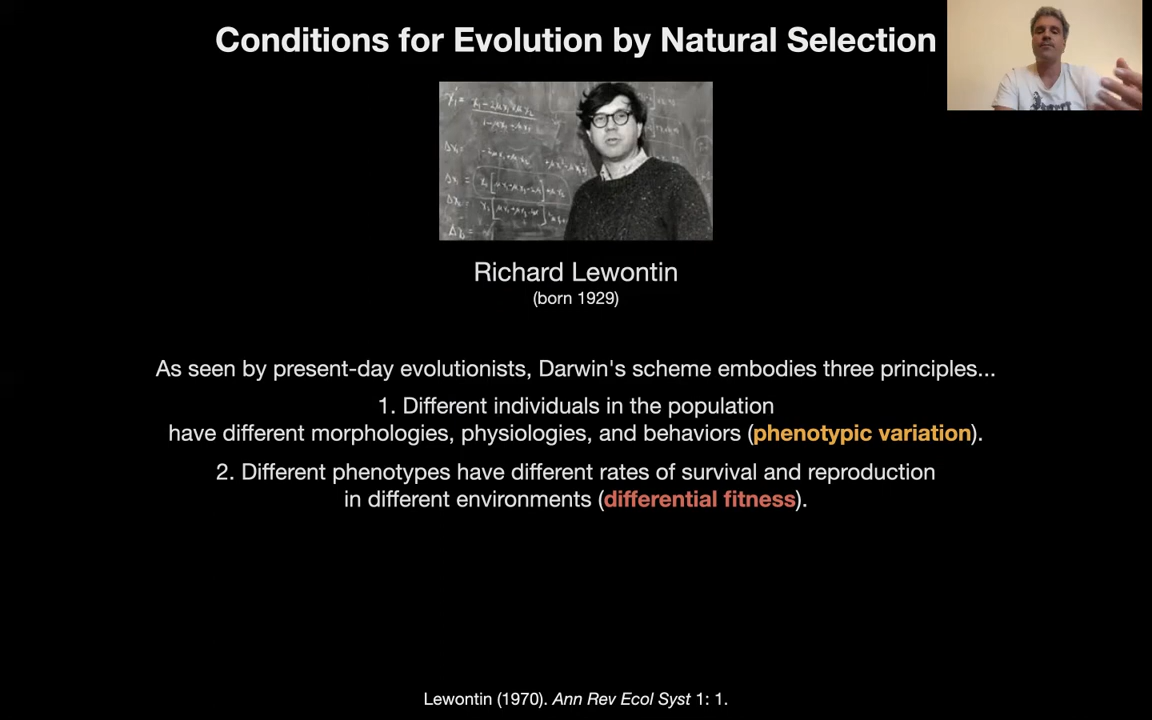 Conditions for Evolution by Natural Selection
Richard Lewontin
(born 1929)
As seen by present-day evolutionists, Darwin's scheme embodies three principles...
1. Different individuals in the population
have different morphologies, physiologies, and behaviors (phenotypic variation).
2. Different phenotypes have different rates of survival and reproduction
in different environments (differential fitness).
Lewontin (1970). Ann Rev Ecol Syst 1: 1.